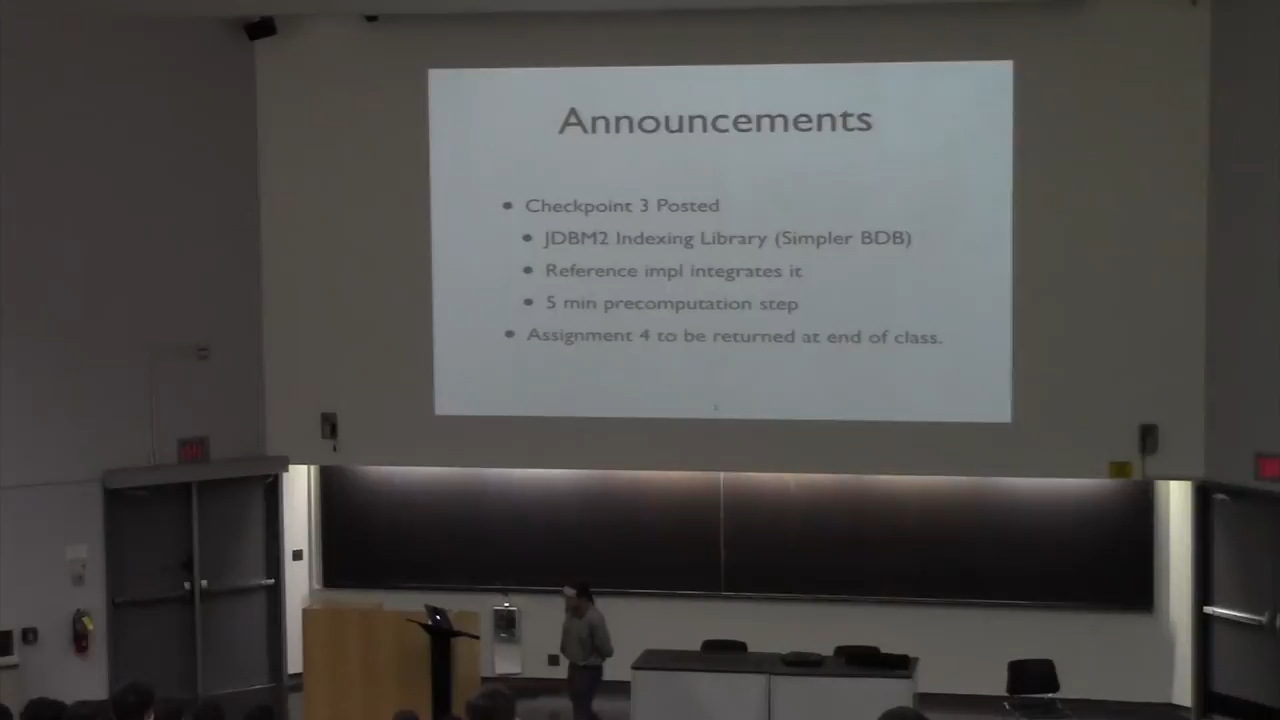 Announcements
Checkpoint 3 Posted
JDBM2 Indexing Library (Simpler BDB)
Reference impl integrates it
5 min precomputation step
Assignment 4 to be returned at end of class.